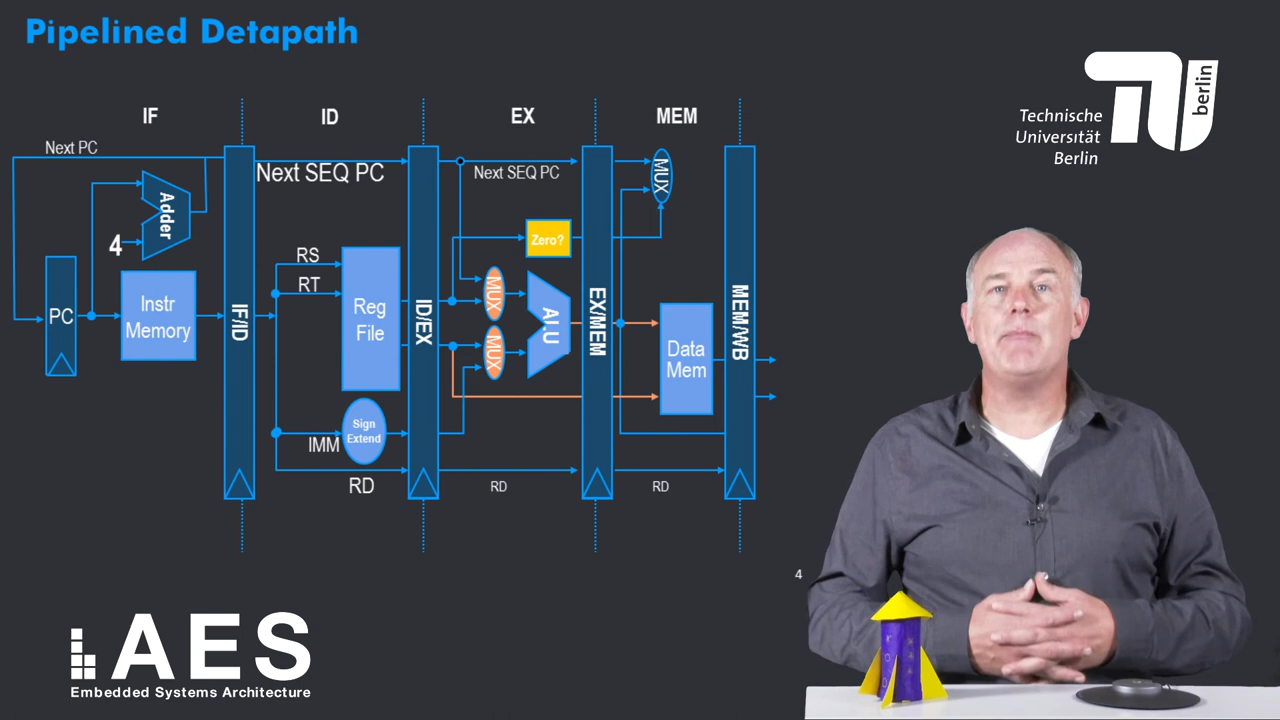 Pipelined Detapath
Technische
Universität
Berlin
berlin
IF
ID
EX
MEM
Next PC
Next SEQ PC
Next SEQ PC
MUX
Adder
4
Zero?
RS
RT
MUX
PC
Instr
Memory
IF/ID
Reg
File
ID/EX
ALU
EX/MEM
MEM/WB
MUX
Data
Mem
Sign
Extend
IMM
RD
RD
RD
4
AES
Embedded Systems Architecture